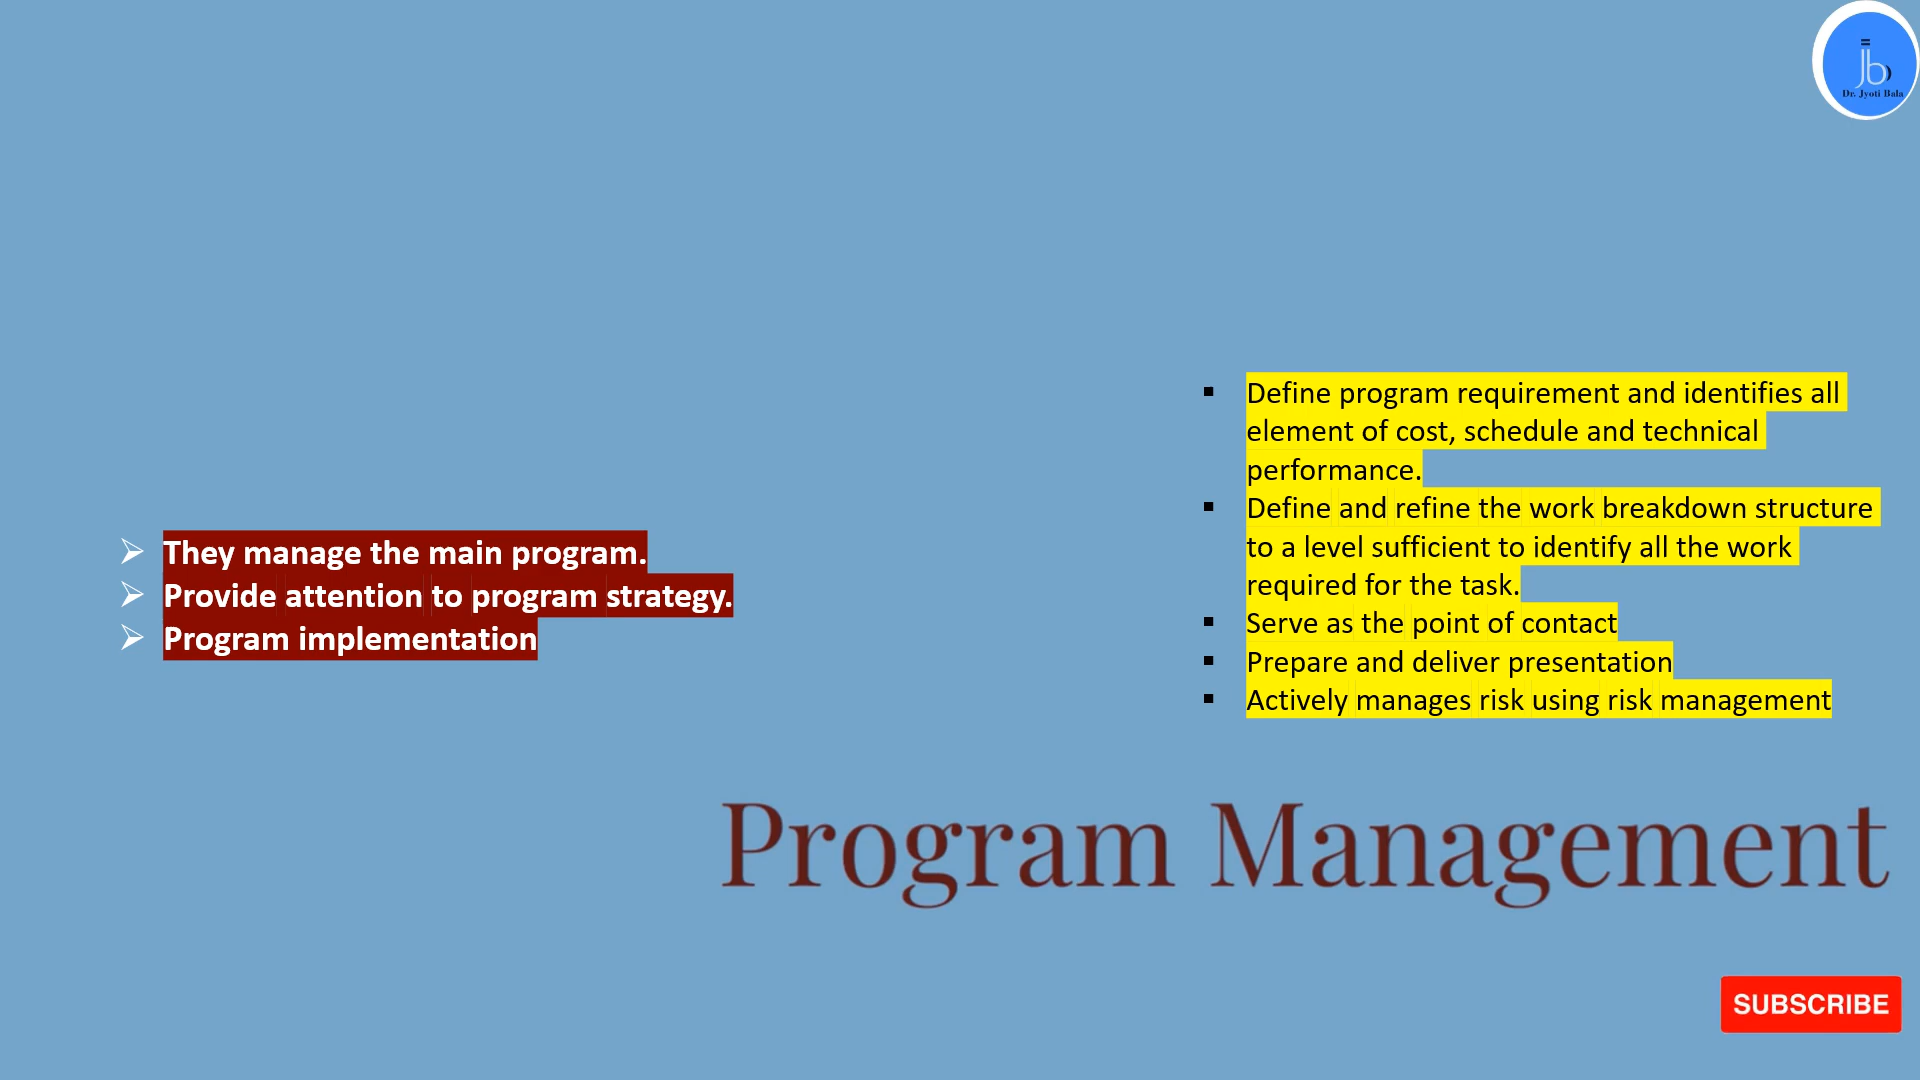 jb
Dr. Jyoti Bala
➢ They manage the main program.
➢ Provide attention to program strategy.
➢ Program implementation
▪ Define program requirement and identifies all
element of cost, schedule and technical
performance.
▪ Define and refine the work breakdown structure
to a level sufficient to identify all the work
required for the task.
▪ Serve as the point of contact
▪ Prepare and deliver presentation
▪ Actively manages risk using risk management
Program Management
SUBSCRIBE